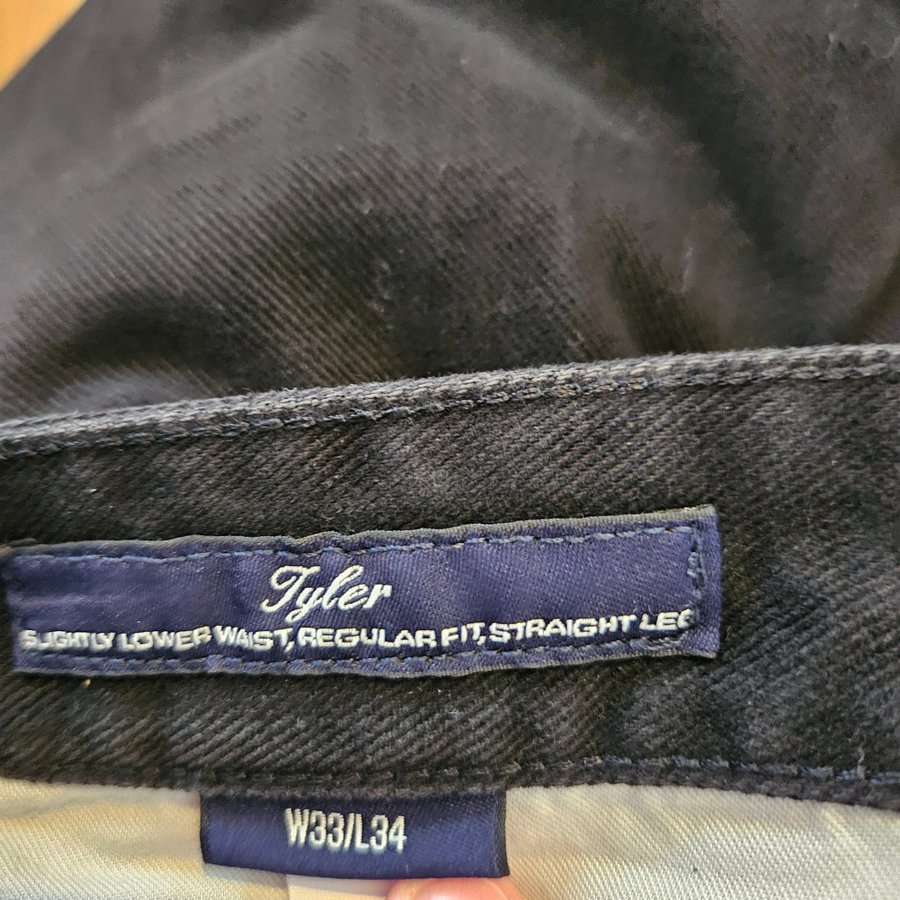 Tyler
SLIGHTLY LOWER WAIST, REGULAR FIT, STRAIGHT LEG
W33/L34